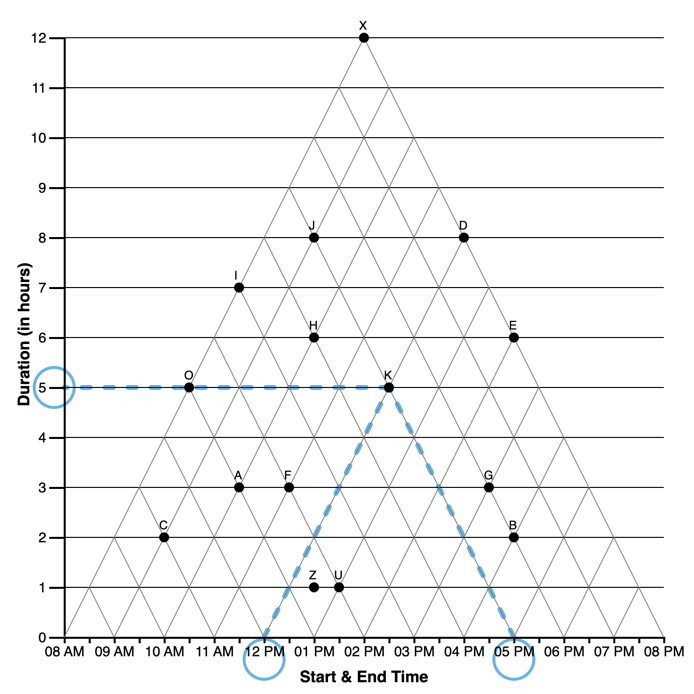 X
12
11
10
9
J
D
8
I
7
H
E
6
O
K
5
4
A
F
G
3
C
B
2
Z
U
1
0
08 AM 09 AM 10 AM 11 AM 12 PM 01 PM 02 PM 03 PM 04 PM 05 PM 06 PM 07 PM 08 PM
Start & End Time
Duration (in hours)